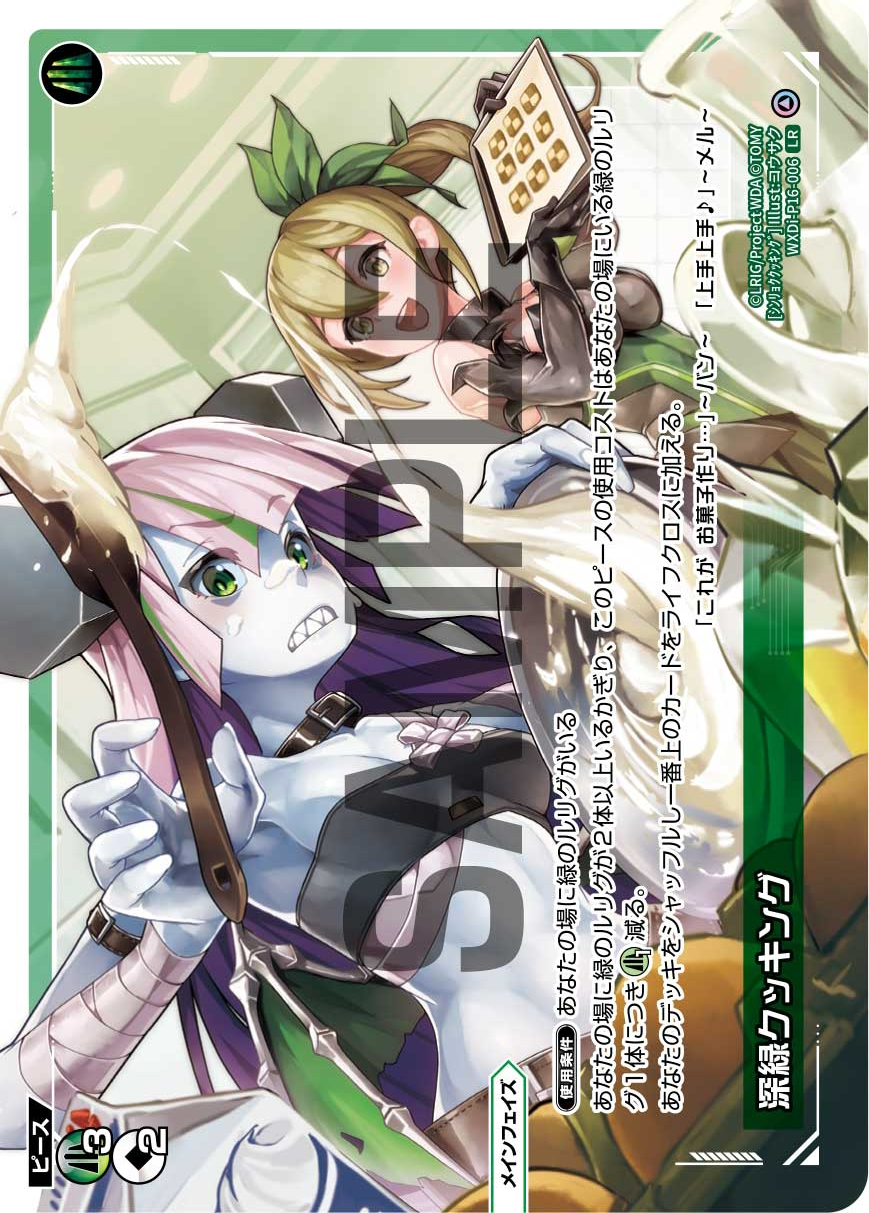 ピース
3
2
SAMPLE
メインフェイズ
使用条件 あなたの場に緑のルリグがいる
あなたの場に緑のルリグが2体以上いるかぎり、このピースの使用コストはあなたの場にいる緑のルリ
グ1体につき 減る。
あなたのデッキをシャッフルし一番上のカードをライフクロスに加える。
「これが お菓子作り…」～バン～ 「上手上手♪」～メル～
深緑クッキング
©LRIG/ProjectWDA ©TOMY
[シンリョククッキング] Illust:ヨウサク
WXDi-P16-006 LR